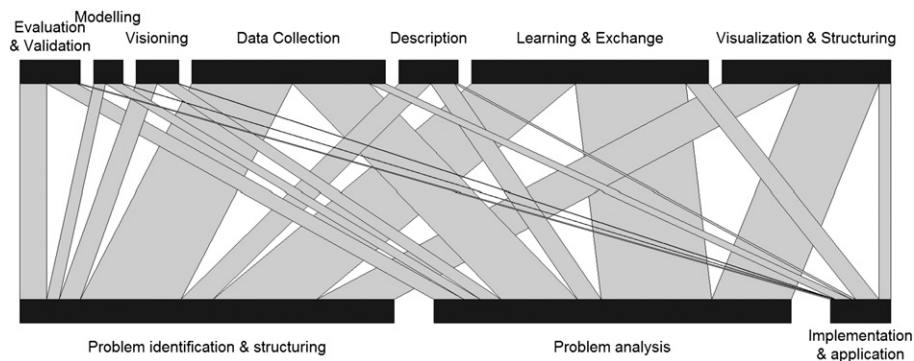 Modelling
Evaluation
& Validation
Visioning
Data Collection
Description
Learning & Exchange
Visualization & Structuring
Problem identification & structuring
Problem analysis
Implementation
& application